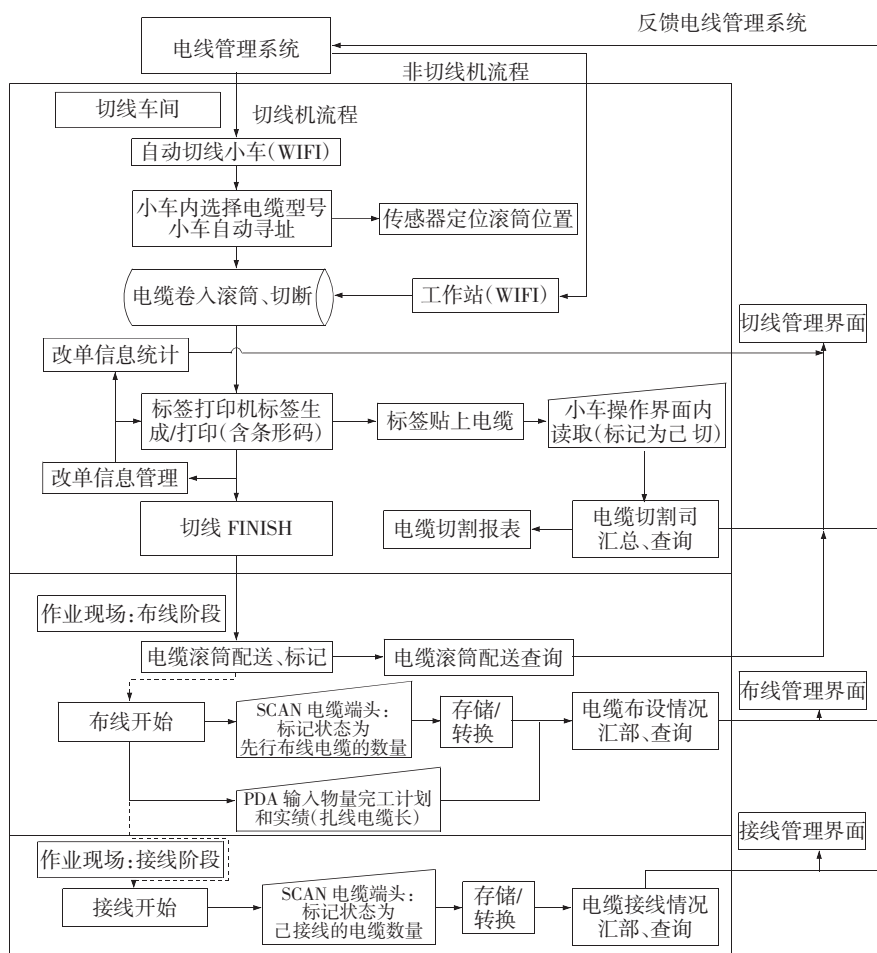 反馈电线管理系统
电线管理系统
非切线机流程
切线车间
切线机流程
自动切线小车(WIFI)
小车内选择电缆型号
小车自动寻址
传感器定位滚筒位置
电缆卷入滚筒、切断
工作站(WIFI)
切线管理界面
改单信息统计
标签打印机标签生
成/打印(含条形码)
标签贴上电缆
小车操作界面内
读取(标记为己 切)
改单信息管理
切线 FINISH
电缆切割报表
电缆切割司
汇总、查询
作业现场:布线阶段
电缆滚筒配送、标记
电缆滚筒配送查询
布线管理界面
布线开始
SCAN 电缆端头:
标记状态为
先行布线电缆的数量
存储/
转换
电缆布设情况
汇部、查询
PDA 输入物量完工计划
和实绩(扎线电缆长)
接线管理界面
作业现场:接线阶段
接线开始
SCAN 电缆端头:
标记状态为
己接线的电缆数量
存储/
转换
电缆接线情况
汇部、查询